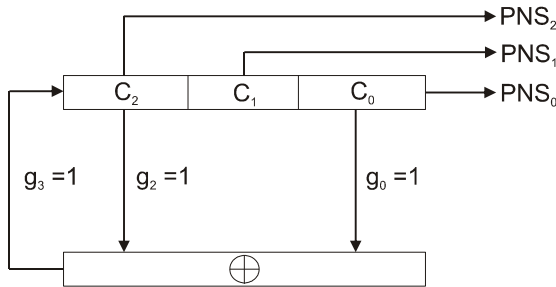 PNS₂
PNS₁
C₂ C₁ C₀ PNS₀
g₃ =1 g₂ =1 g₀ =1